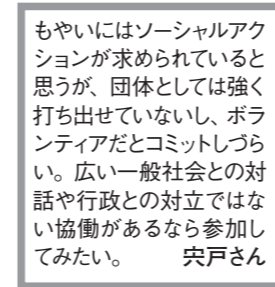 もやいにはソーシャルアク
ションが求められていると
思うが、団体としては強く
打ち出せていないし、ボラ
ンティアだとコミットしづら
い。広い一般社会との対
話や行政との対立ではな
い協働があるなら参加し
てみたい。 宍戸さん